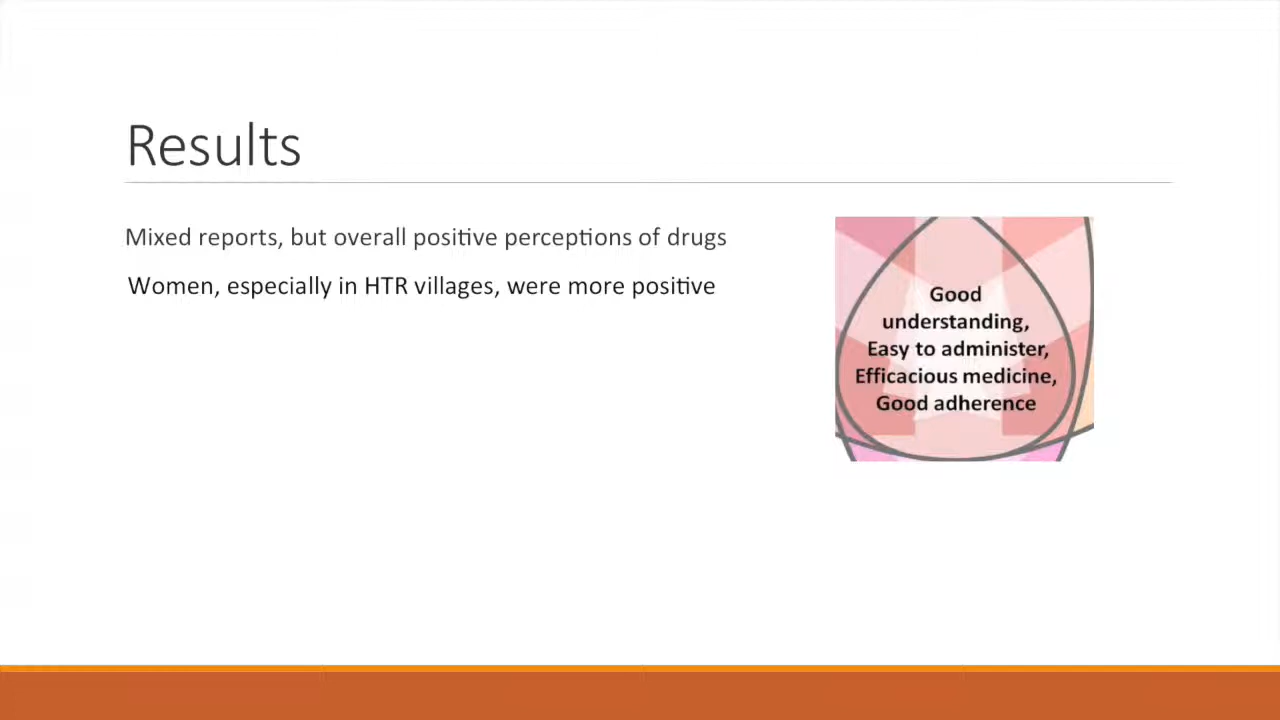 Results
Mixed reports, but overall positive perceptions of drugs
Women, especially in HTR villages, were more positive
Good
understanding,
Easy to administer,
Efficacious medicine,
Good adherence